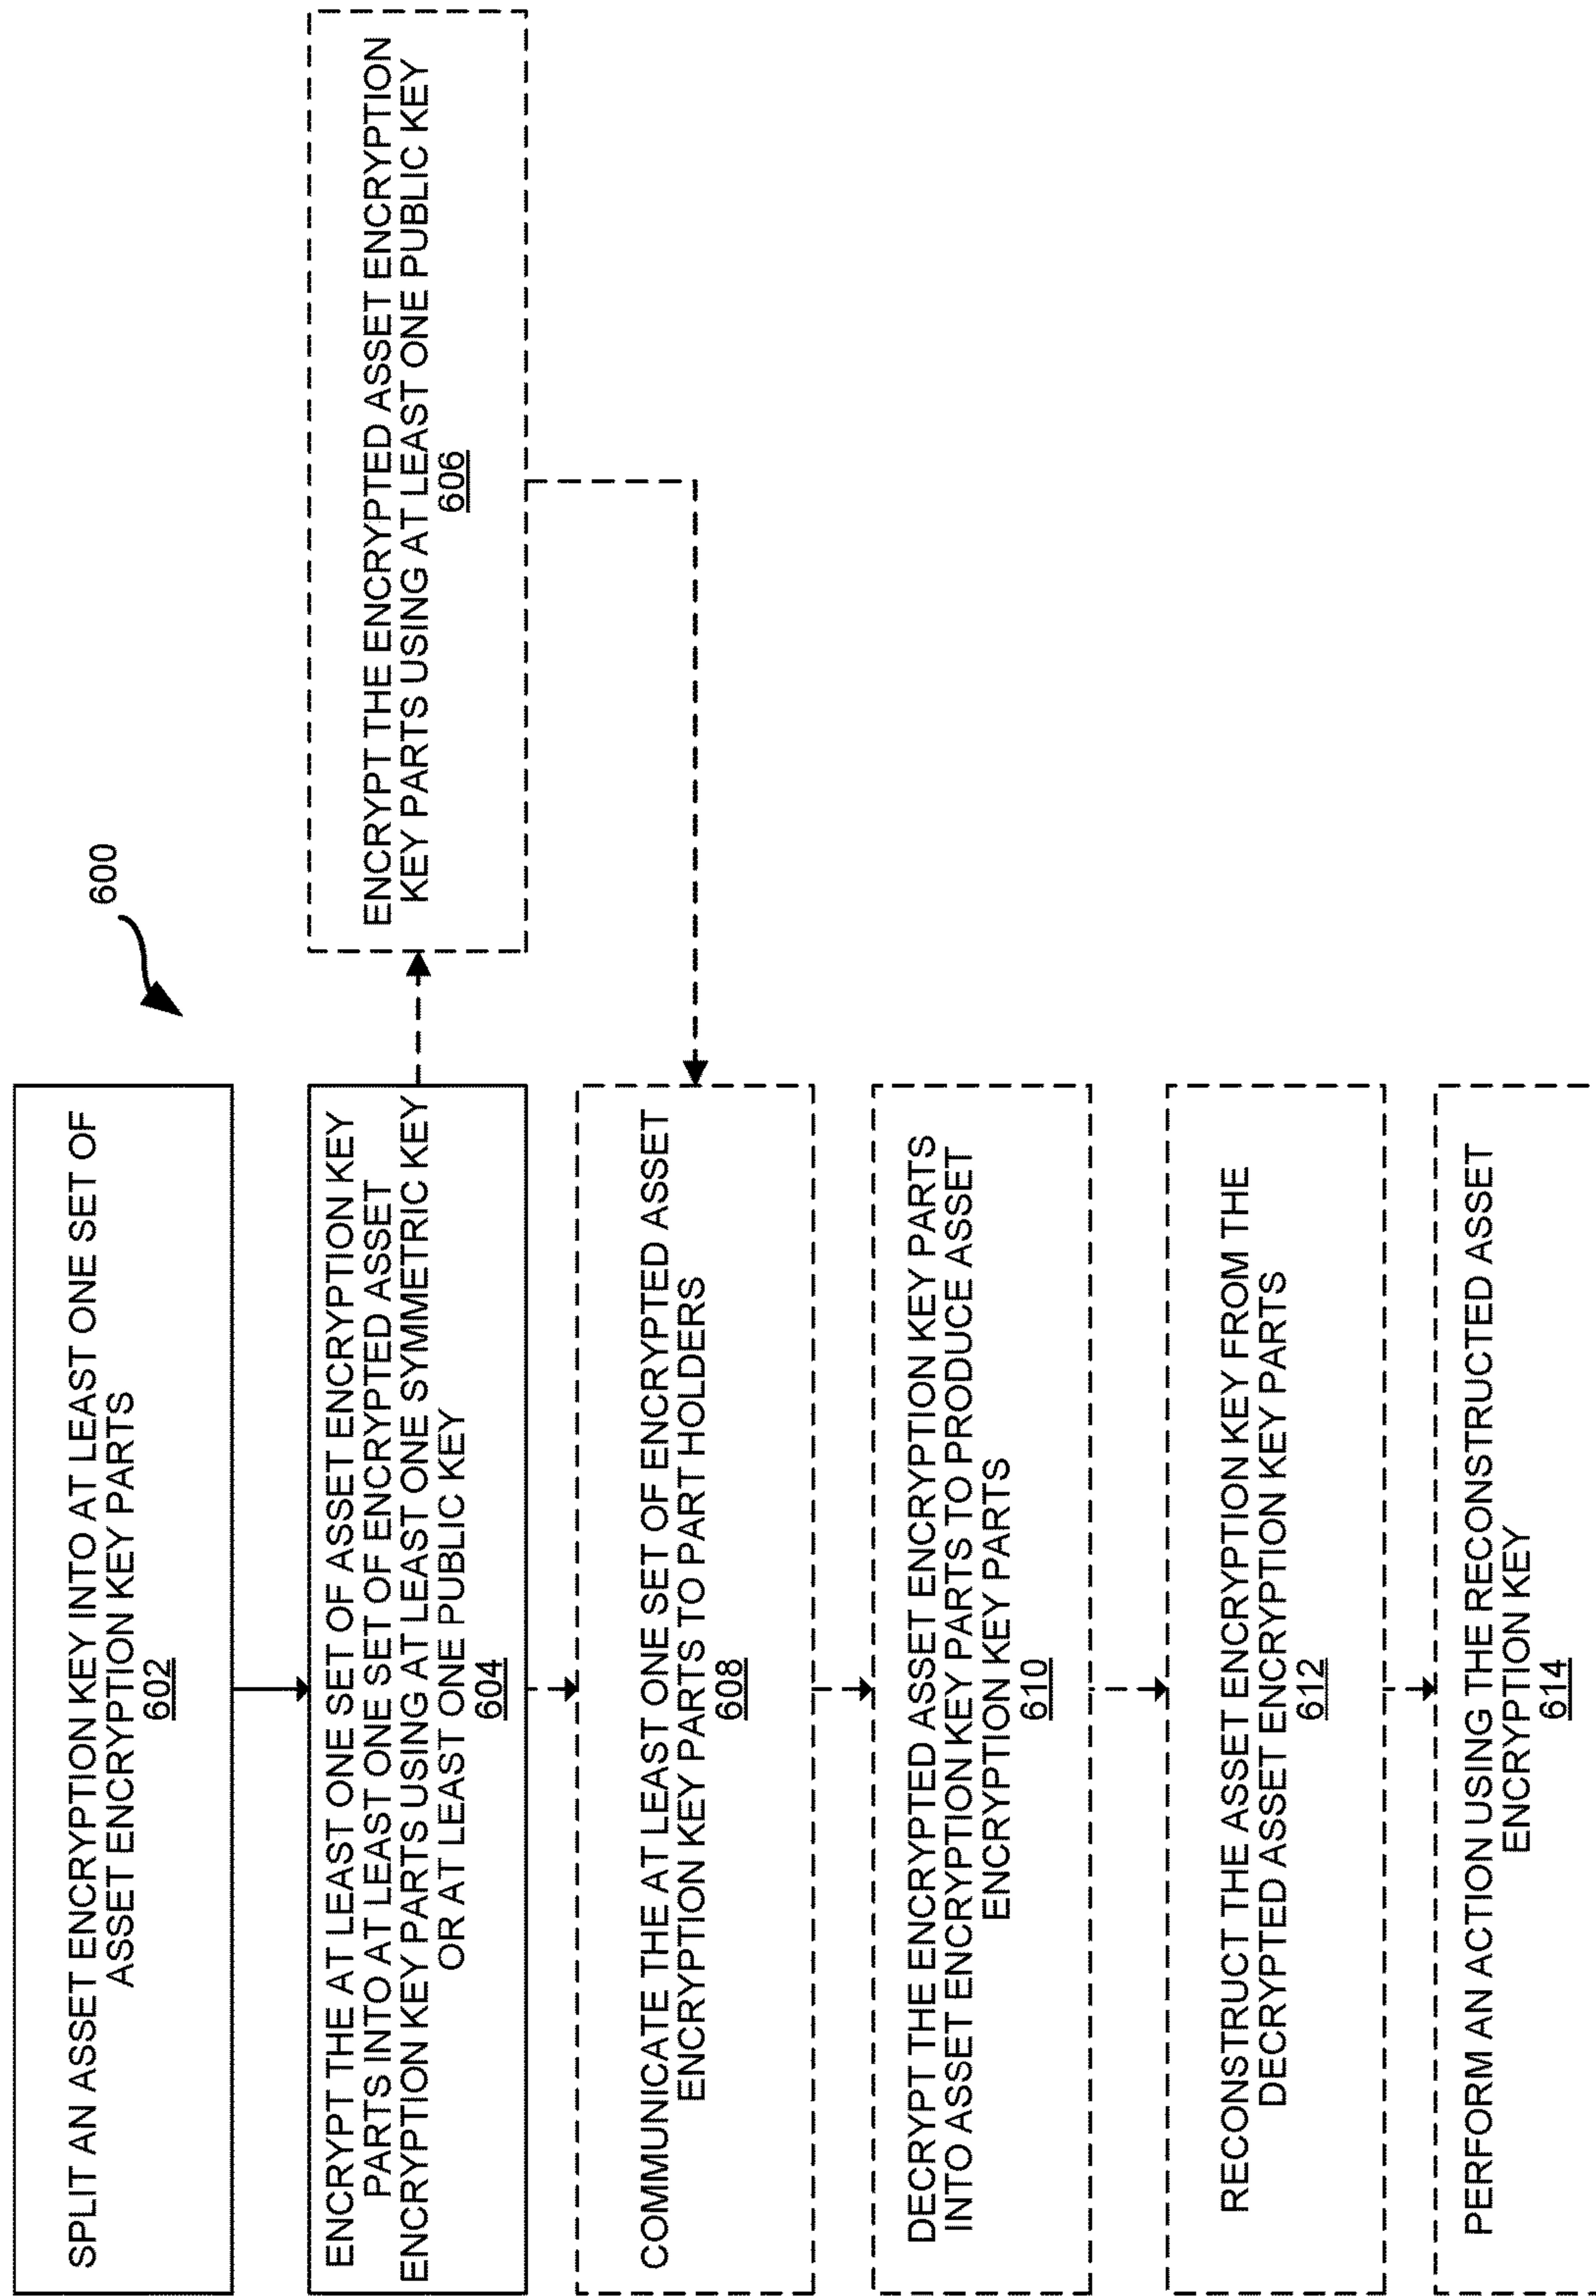 600
SPLIT AN ASSET ENCRYPTION KEY INTO AT LEAST ONE SET OF
ASSET ENCRYPTION KEY PARTS
602
ENCRYPT THE AT LEAST ONE SET OF ASSET ENCRYPTION KEY
PARTS INTO AT LEAST ONE SET OF ENCRYPTED ASSET
ENCRYPTION KEY PARTS USING AT LEAST ONE SYMMETRIC KEY
OR AT LEAST ONE PUBLIC KEY
604
ENCRYPT THE ENCRYPTED ASSET ENCRYPTION
KEY PARTS USING AT LEAST ONE PUBLIC KEY
606
COMMUNICATE THE AT LEAST ONE SET OF ENCRYPTED ASSET
ENCRYPTION KEY PARTS TO PART HOLDERS
608
DECRYPT THE ENCRYPTED ASSET ENCRYPTION KEY PARTS
INTO ASSET ENCRYPTION KEY PARTS TO PRODUCE ASSET
ENCRYPTION KEY PARTS
610
RECONSTRUCT THE ASSET ENCRYPTION KEY FROM THE
DECRYPTED ASSET ENCRYPTION KEY PARTS
612
PERFORM AN ACTION USING THE RECONSTRUCTED ASSET
ENCRYPTION KEY
614